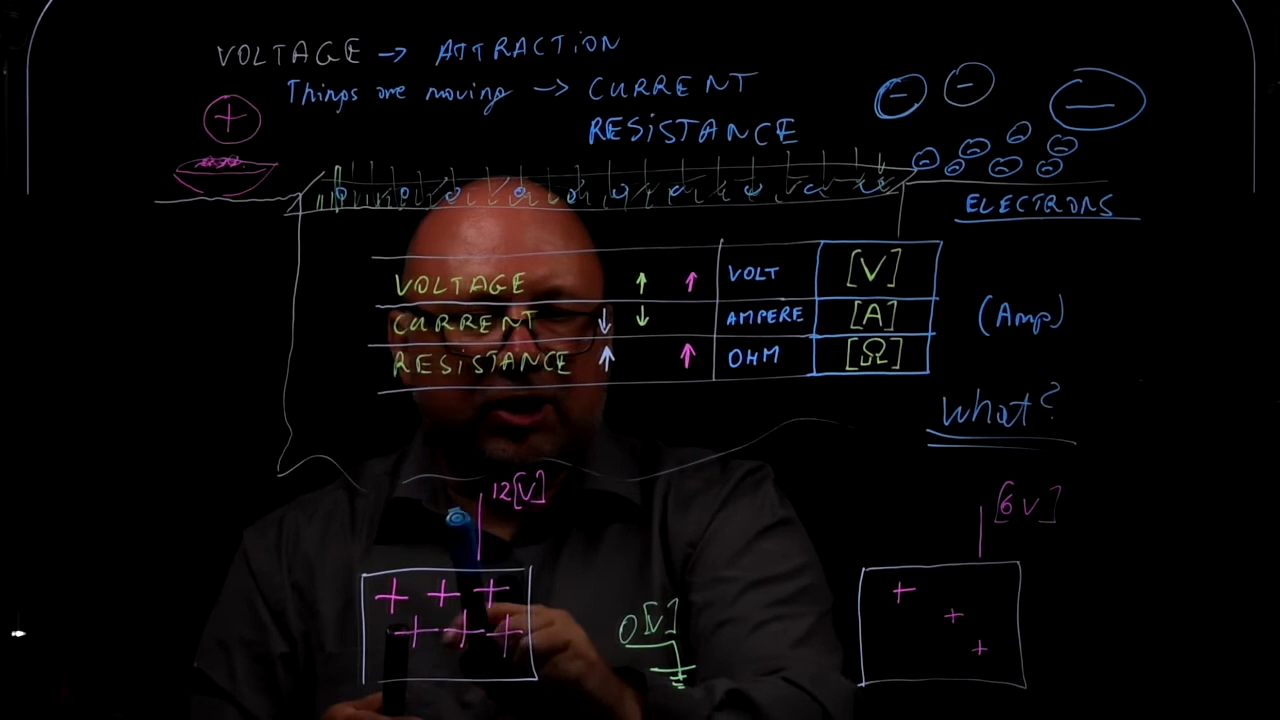 VOLTAGE → ATTRACTION
Things are moving → CURRENT
RESISTANCE
+
− − −
− − − − − − −
ELECTRONS
VOLTAGE ↑ ↑ VOLT [V]
CURRENT ↓ ↓ AMPERE [A] (Amp)
RESISTANCE ↑ ↑ OHM [Ω]
What?
12[V]
[6V]
+ + +
+ + +
0[V]
+
+
+